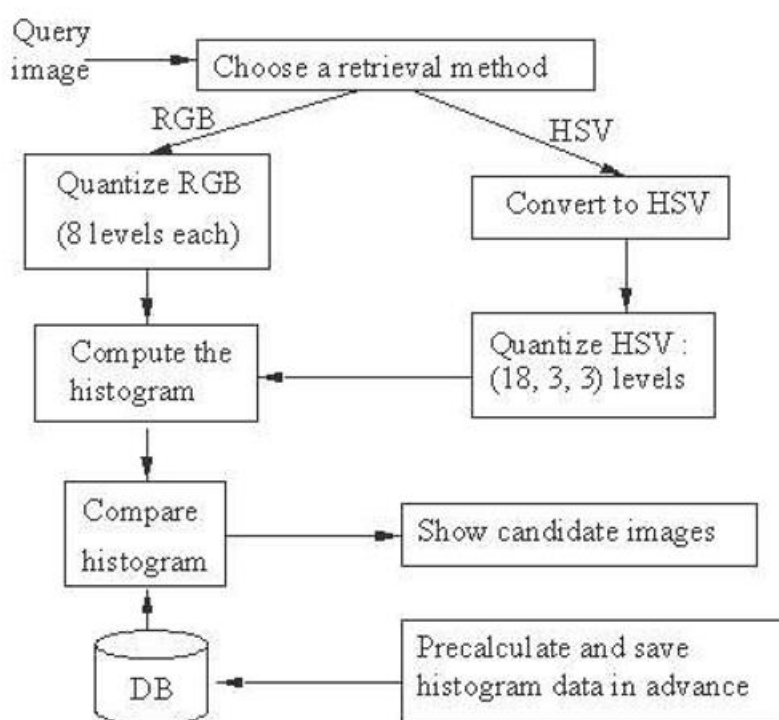 Query
image
Choose a retrieval method
RGB
HSV
Quantize RGB
(8 levels each)
Convert to HSV
Compute the
histogram
Quantize HSV :
(18, 3, 3) levels
Compare
histogram
Show candidate images
DB
Precalculate and save
histogram data in advance